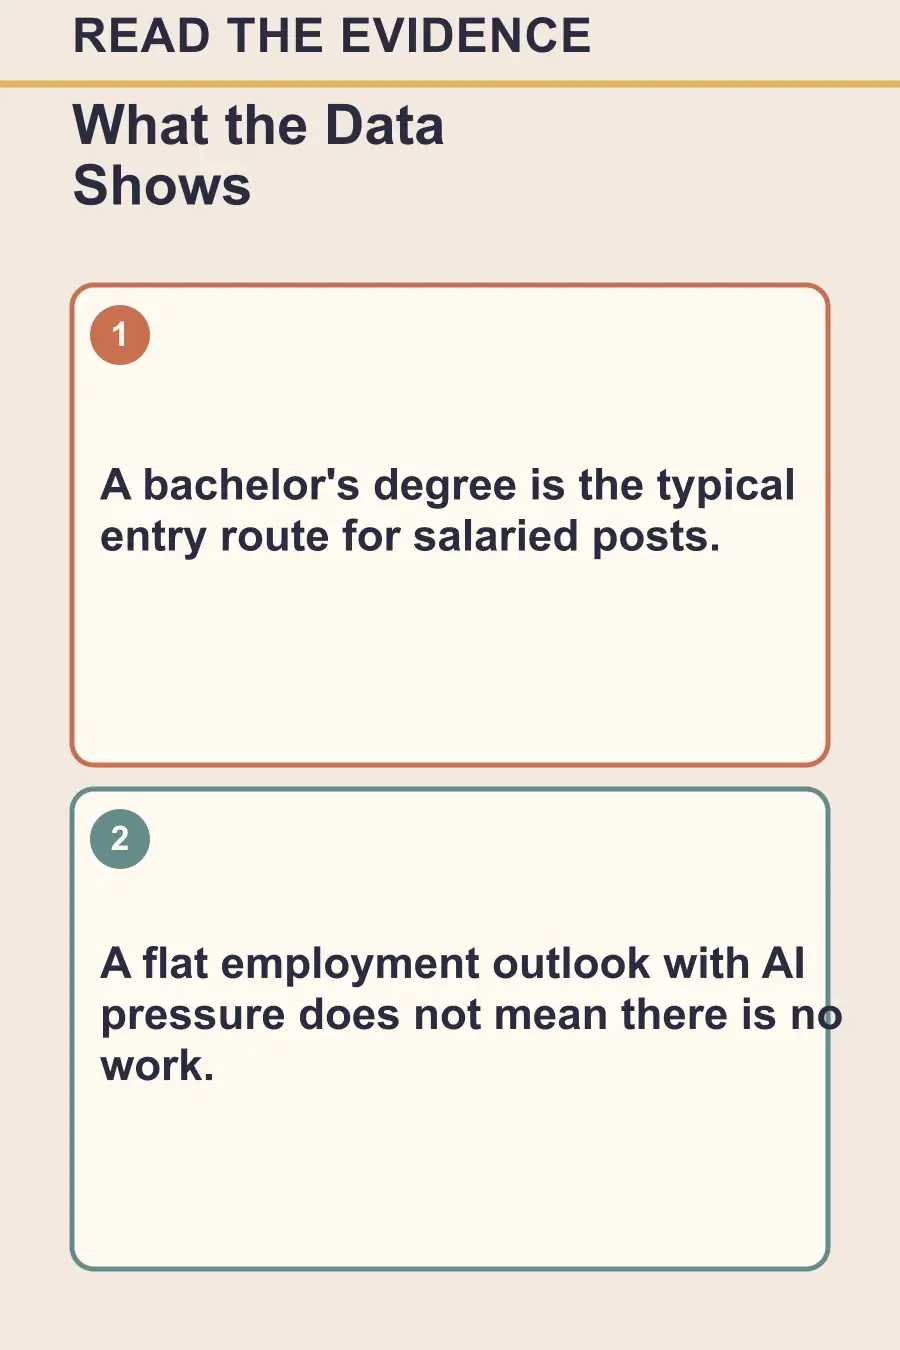 READ THE EVIDENCE
What the Data
Shows
1
A bachelor's degree is the typical
entry route for salaried posts.
2
A flat employment outlook with AI
pressure does not mean there is no
work.